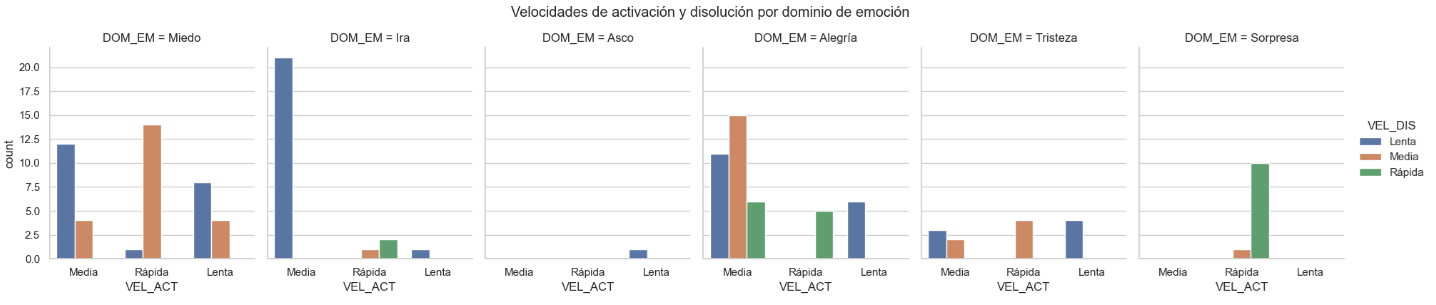 Velocidades de activación y disolución por dominio de emoción
DOM_EM = Miedo
DOM_EM = Ira
DOM_EM = Asco
DOM_EM = Alegría
DOM_EM = Tristeza
DOM_EM = Sorpresa
20.0
17.5
15.0
12.5
10.0
7.5
5.0
2.5
0.0
count
Media Rápida Lenta
VEL_ACT
Media Rápida Lenta
VEL_ACT
Media Rápida Lenta
VEL_ACT
Media Rápida Lenta
VEL_ACT
Media Rápida Lenta
VEL_ACT
Media Rápida Lenta
VEL_ACT
VEL_DIS
Lenta
Media
Rápida